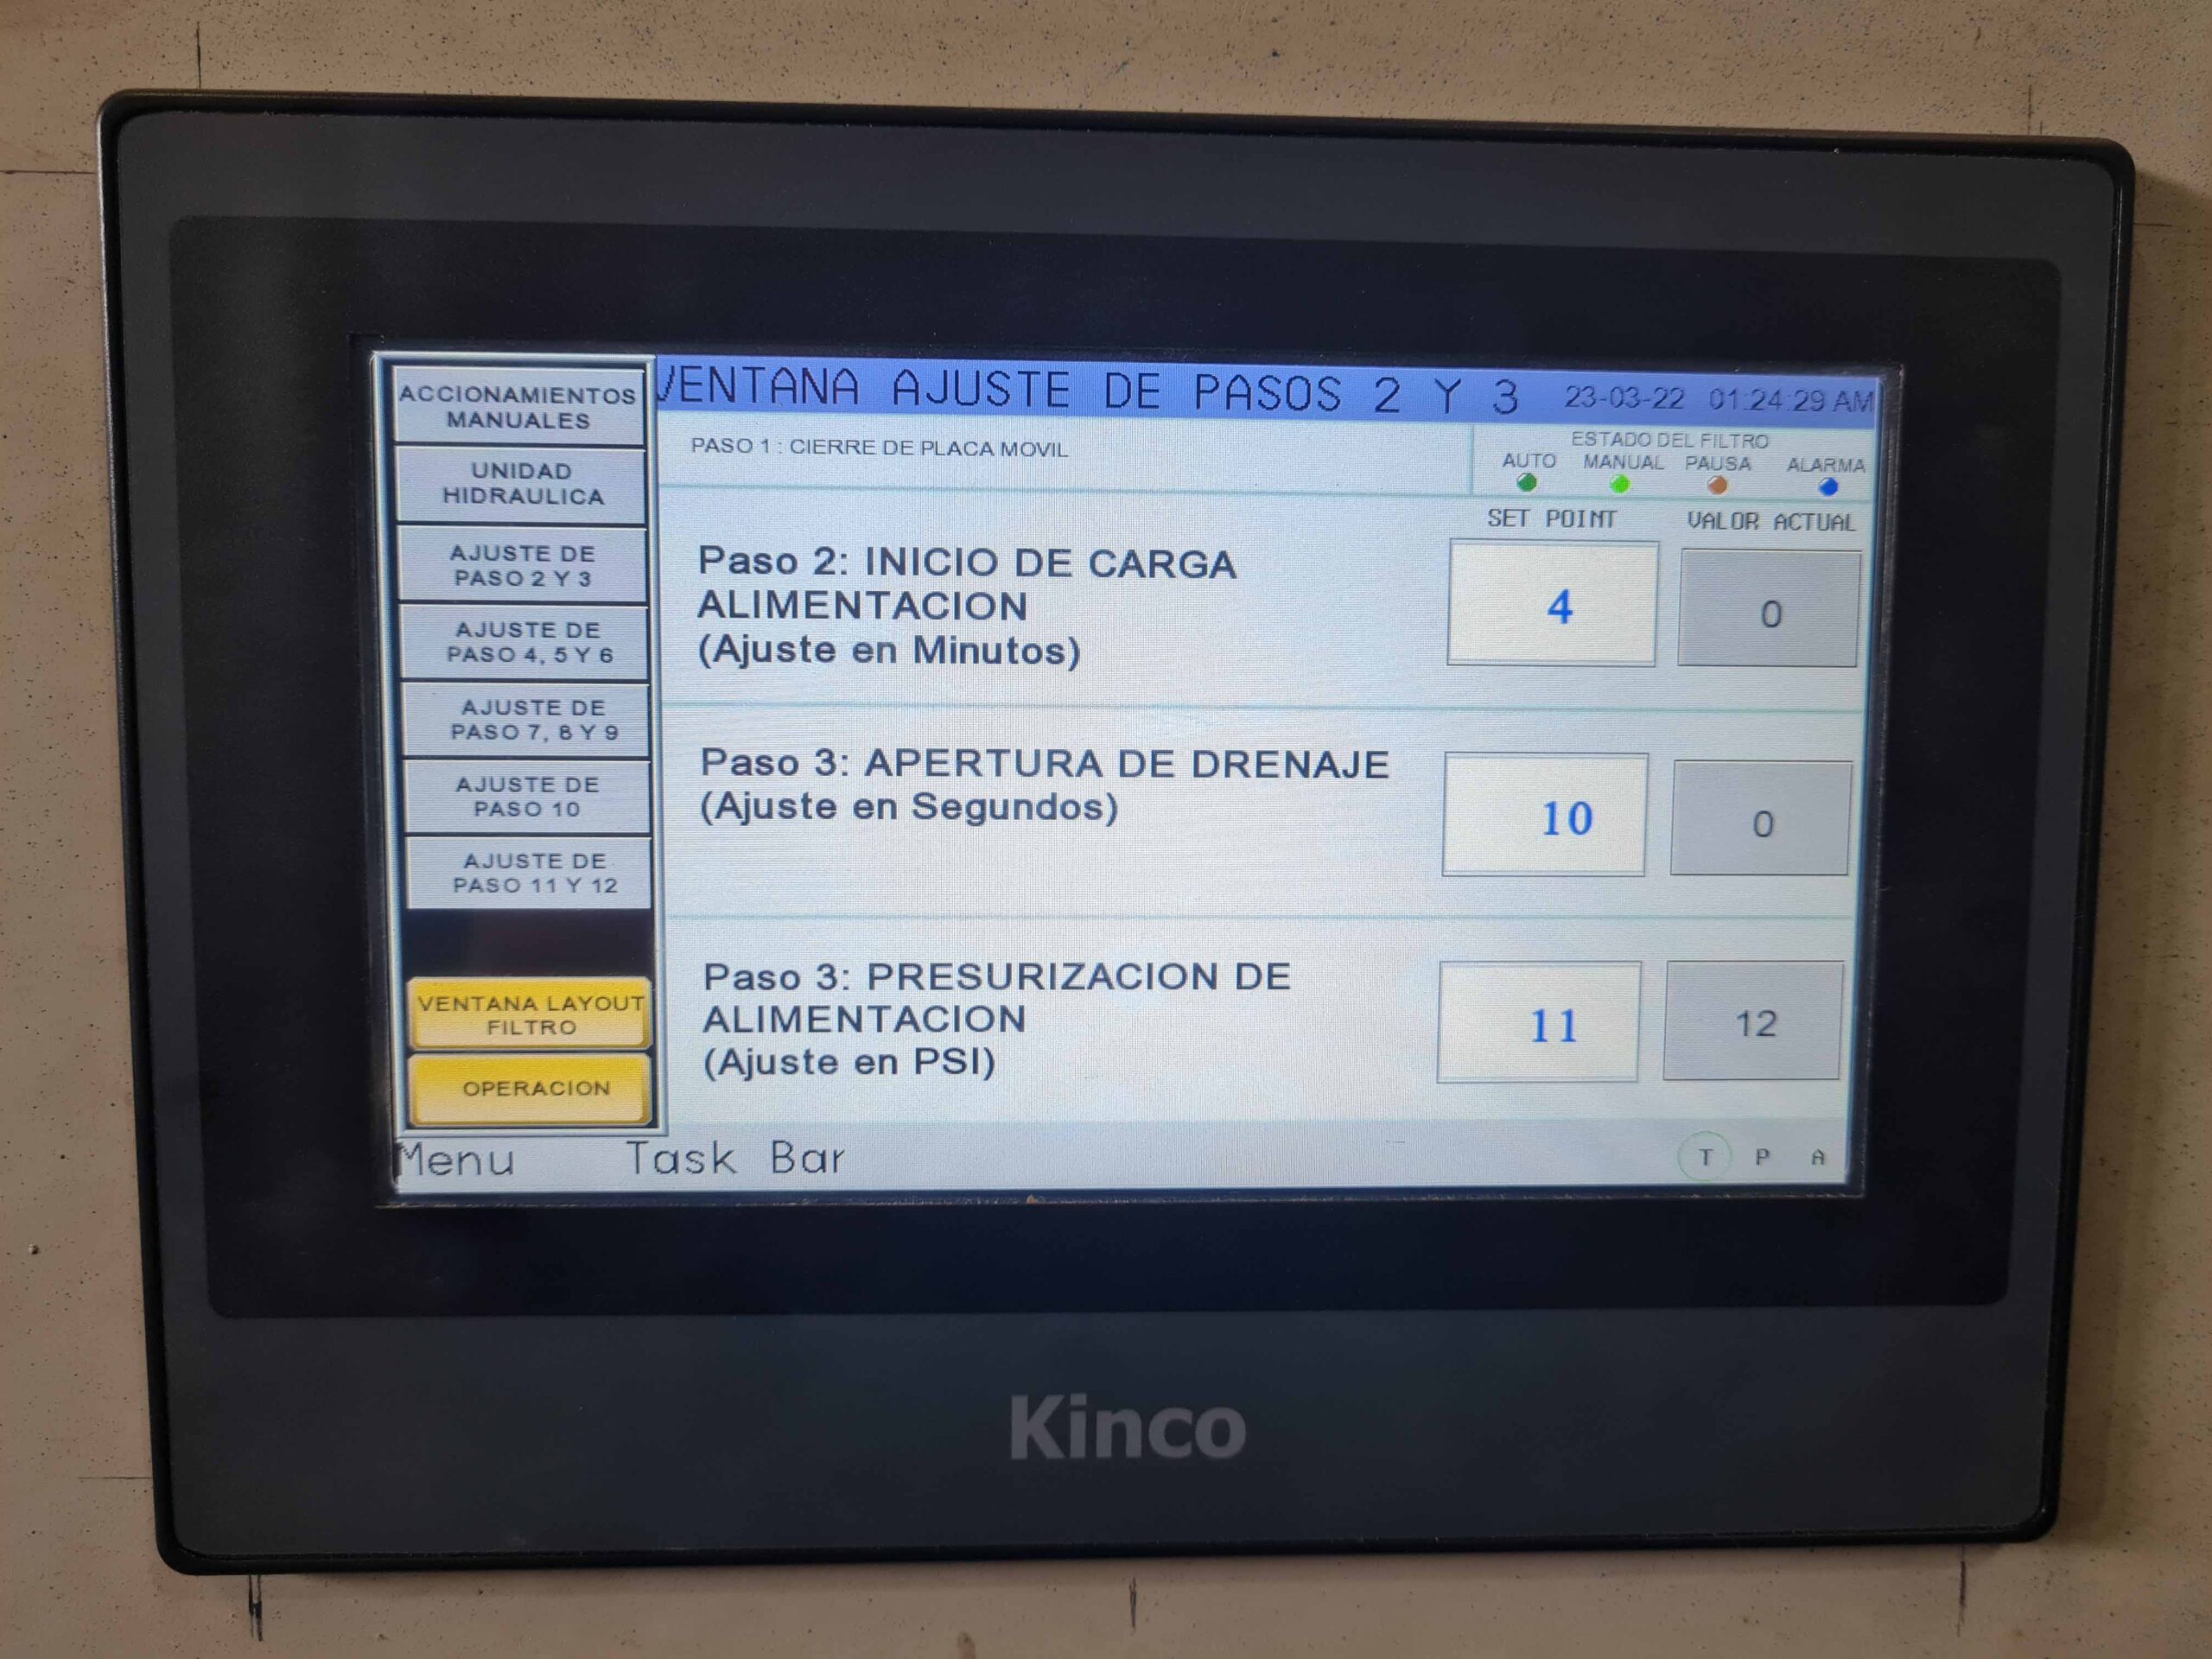 ACCIONAMIENTOS
MANUALES
UNIDAD
HIDRAULICA
AJUSTE DE
PASO 2 Y 3
AJUSTE DE
PASO 4, 5 Y 6
AJUSTE DE
PASO 7, 8 Y 9
AJUSTE DE
PASO 10
AJUSTE DE
PASO 11 Y 12
VENTANA LAYOUT
FILTRO
OPERACION
VENTANA AJUSTE DE PASOS 2 Y 3 23-03-22 01:24:29 AM
PASO 1 : CIERRE DE PLACA MOVIL
ESTADO DEL FILTRO
AUTO MANUAL PAUSA ALARMA
SET POINT VALOR ACTUAL
Paso 2: INICIO DE CARGA
ALIMENTACION
(Ajuste en Minutos)
4 0
Paso 3: APERTURA DE DRENAJE
(Ajuste en Segundos)
10 0
Paso 3: PRESURIZACION DE
ALIMENTACION
(Ajuste en PSI)
11 12
Menu Task Bar T P A
Kinco